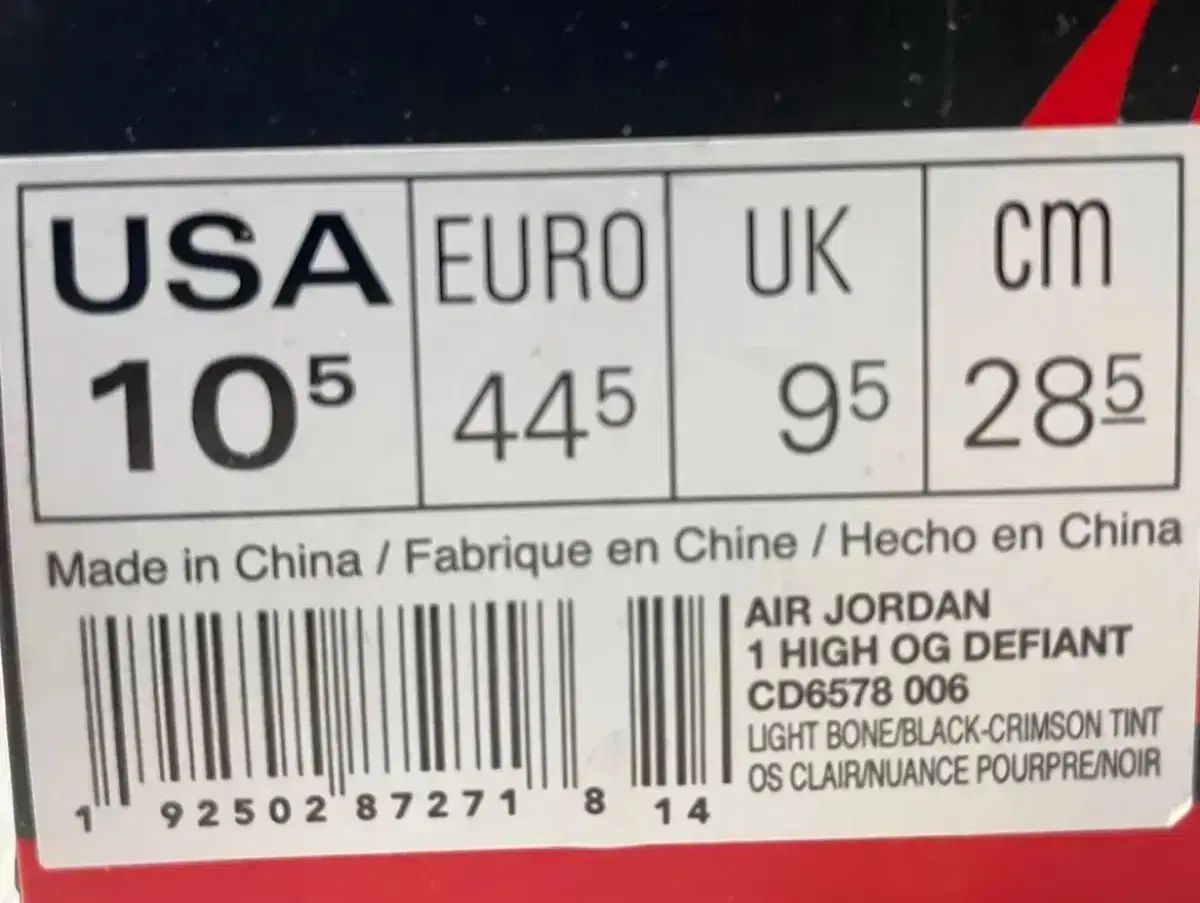 USA EURO UK cm
10⁵ 44⁵ 9⁵ 28⁵
Made in China / Fabrique en Chine / Hecho en China
AIR JORDAN
1 HIGH OG DEFIANT
CD6578 006
LIGHT BONE/BLACK-CRIMSON TINT
OS CLAIR/NUANCE POURPRE/NOIR
1 92502 87271 8 14